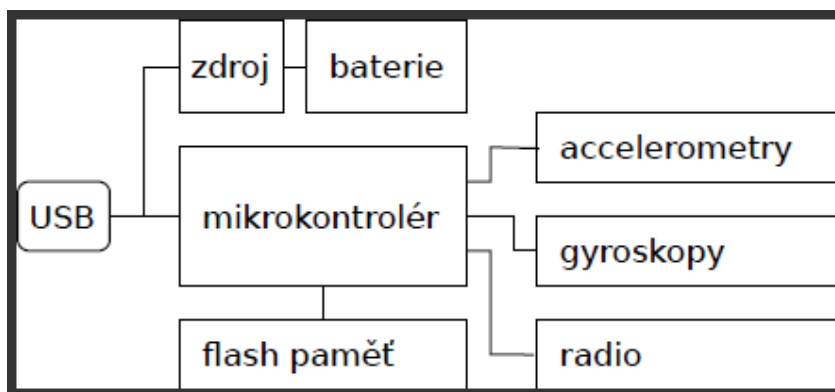 zdroj
baterie
accelerometry
USB
mikrokontrolér
gyroskopy
flash paměť
radio